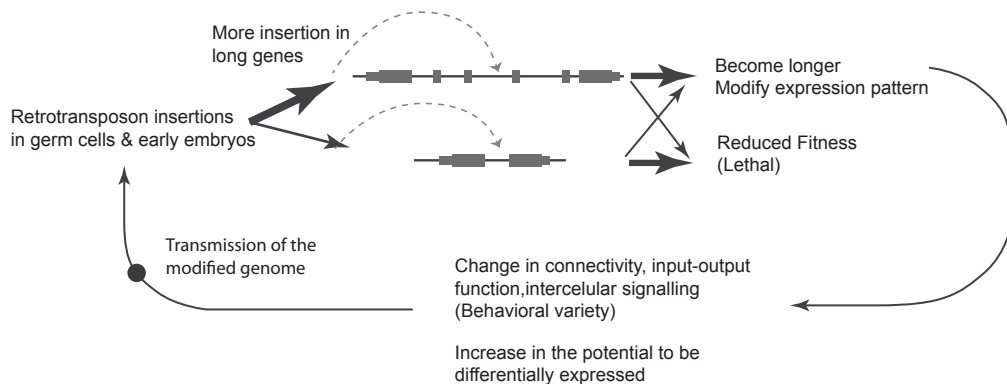 More insertion in
long genes
Retrotransposon insertions
in germ cells & early embryos
Become longer
Modify expression pattern
Reduced Fitness
(Lethal)
Transmission of the
modified genome
Change in connectivity, input-output
function,intercelular signalling
(Behavioral variety)
Increase in the potential to be
differentially expressed